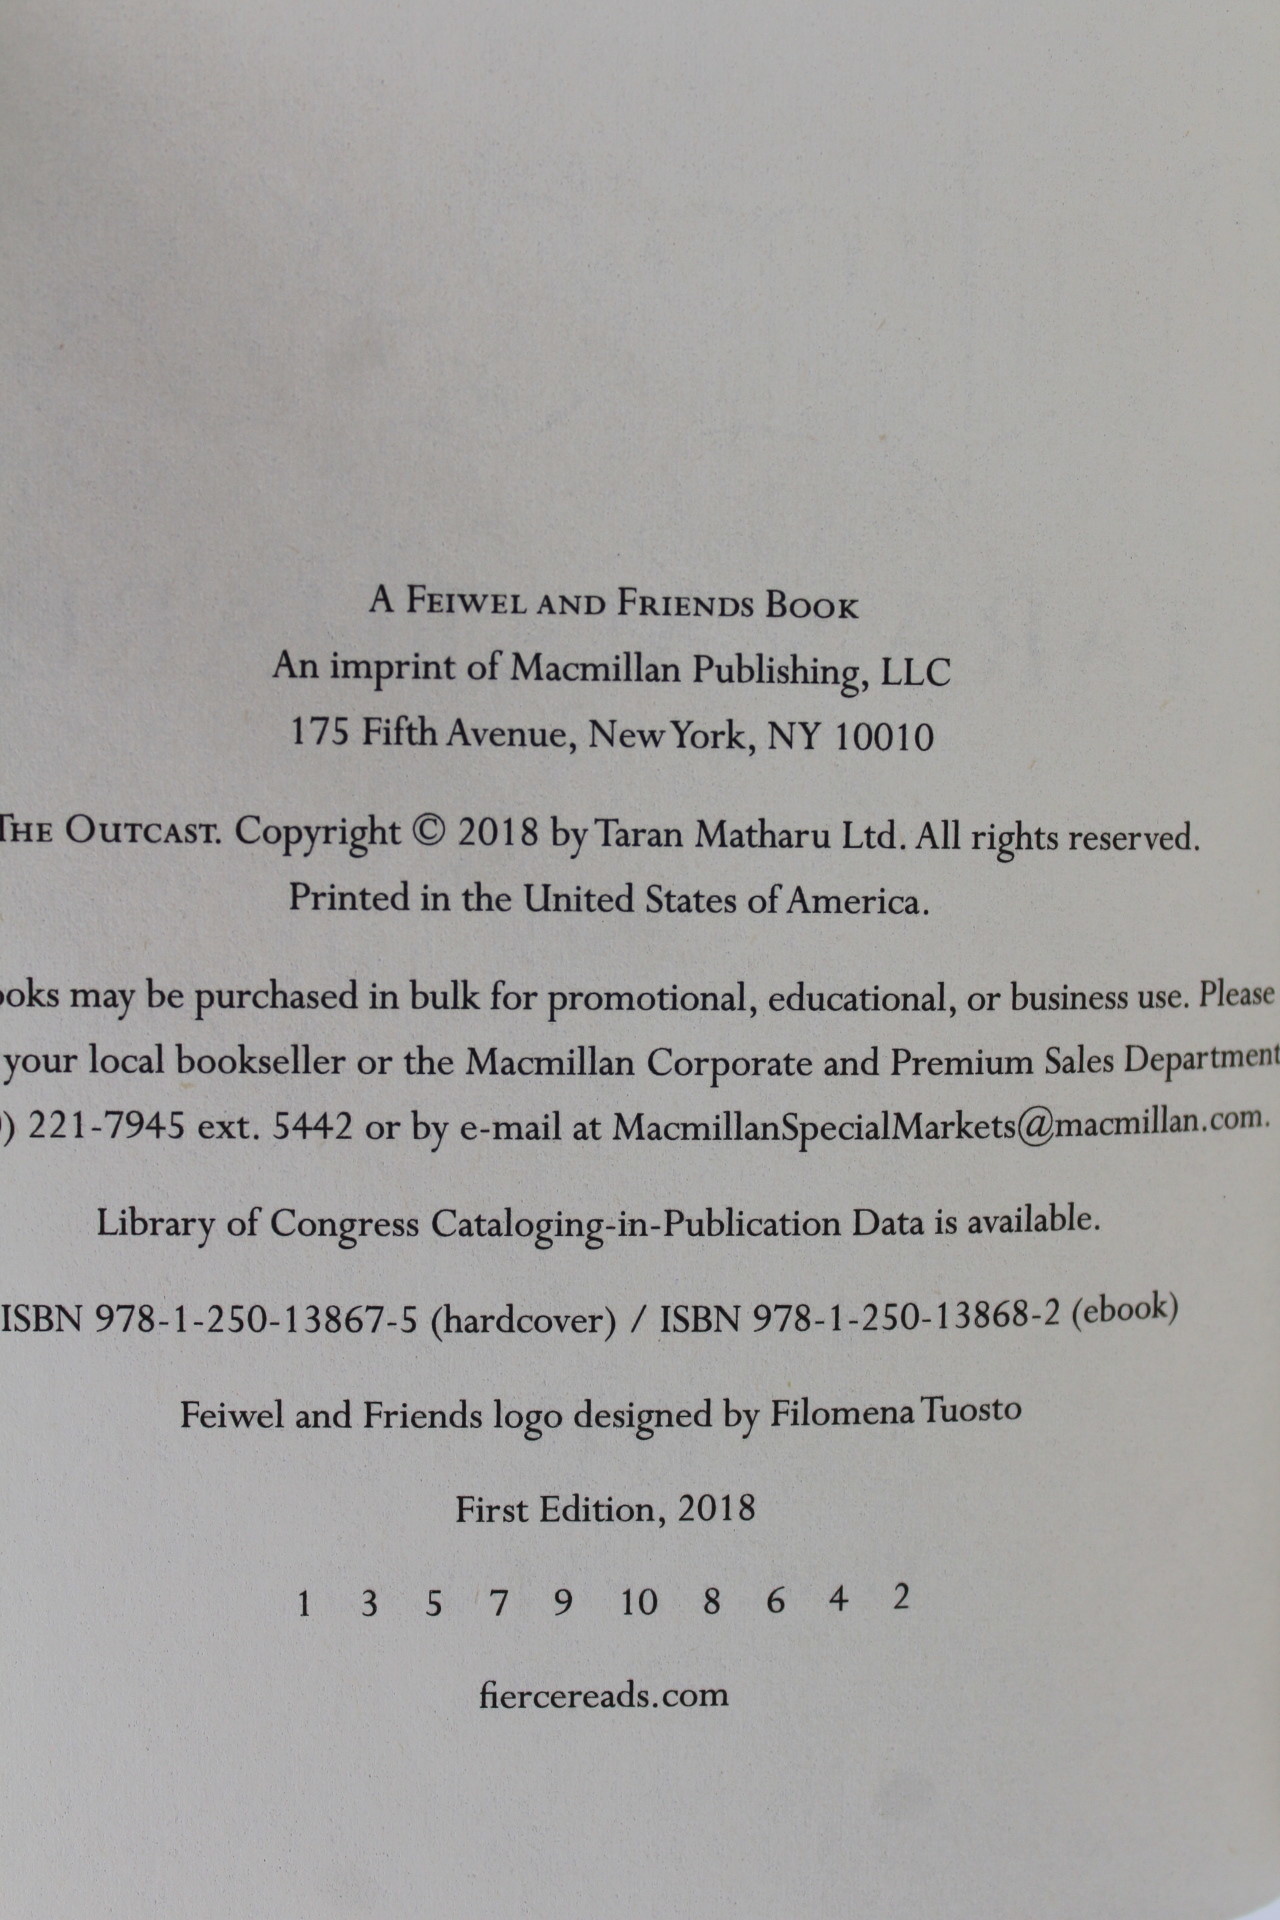 A FEIWEL AND FRIENDS BOOK
An imprint of Macmillan Publishing, LLC
175 Fifth Avenue, New York, NY 10010
THE OUTCAST. Copyright © 2018 by Taran Matharu Ltd. All rights reserved.
Printed in the United States of America.
may be purchased in bulk for promotional, educational, or business use. Please
your local bookseller or the Macmillan Corporate and Premium Sales Department
221-7945 ext. 5442 or by e-mail at MacmillanSpecialMarkets@macmillan.com.
Library of Congress Cataloging-in-Publication Data is available.
ISBN 978-1-250-13867-5 (hardcover) / ISBN 978-1-250-13868-2 (ebook)
Feiwel and Friends logo designed by Filomena Tuosto
First Edition, 2018
1 3 5 7 9 10 8 6 4 2
fiercereads.com